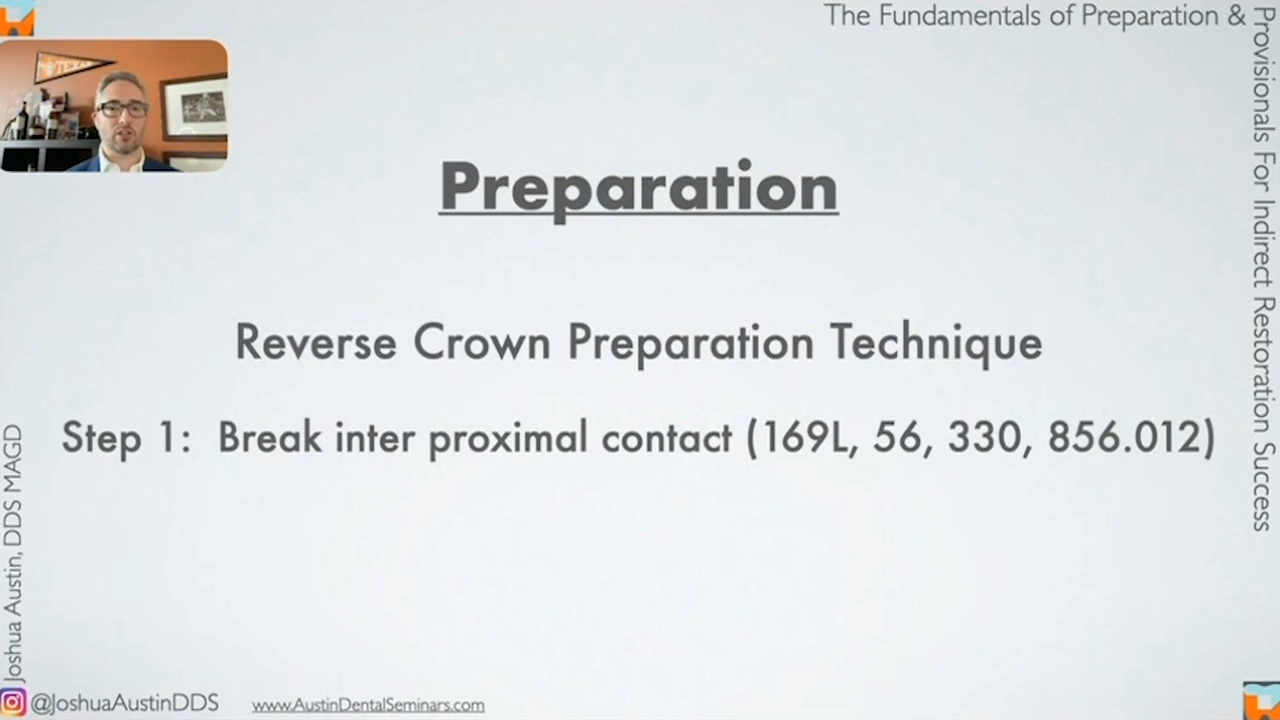 The Fundamentals of Preparation &
Provisionals For Indirect Restoration Success
TEXAS
Preparation
Reverse Crown Preparation Technique
Step 1: Break inter proximal contact (169L, 56, 330, 856.012)
Joshua Austin, DDS MAGD
@JoshuaAustinDDS
www.AustinDentalSeminars.com